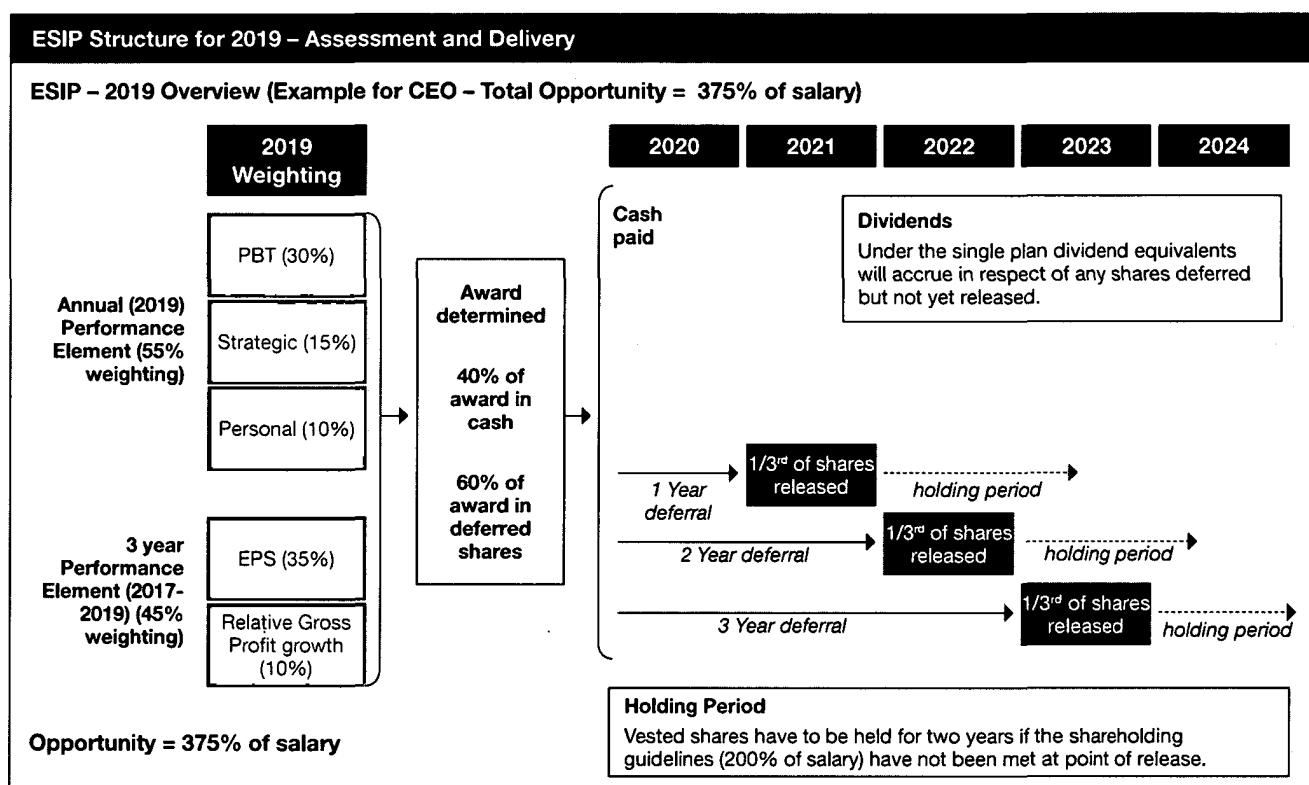 ESIP Structure for 2019 – Assessment and Delivery
ESIP – 2019 Overview (Example for CEO – Total Opportunity = 375% of salary)
2019
Weighting
2020
2021
2022
2023
2024
Annual (2019)
Performance
Element (55%
weighting)
PBT (30%)
Strategic (15%)
Personal (10%)
3 year
Performance
Element (2017-
2019) (45%
weighting)
EPS (35%)
Relative Gross
Profit growth
(10%)
Award
determined
40% of
award in
cash
60% of
award in
deferred
shares
Cash
paid
Dividends
Under the single plan dividend equivalents
will accrue in respect of any shares deferred
but not yet released.
1 Year
deferral
1/3rd of shares
released
holding period
2 Year deferral
1/3rd of shares
released
holding period
3 Year deferral
1/3rd of shares
released
holding period
Opportunity = 375% of salary
Holding Period
Vested shares have to be held for two years if the shareholding
guidelines (200% of salary) have not been met at point of release.